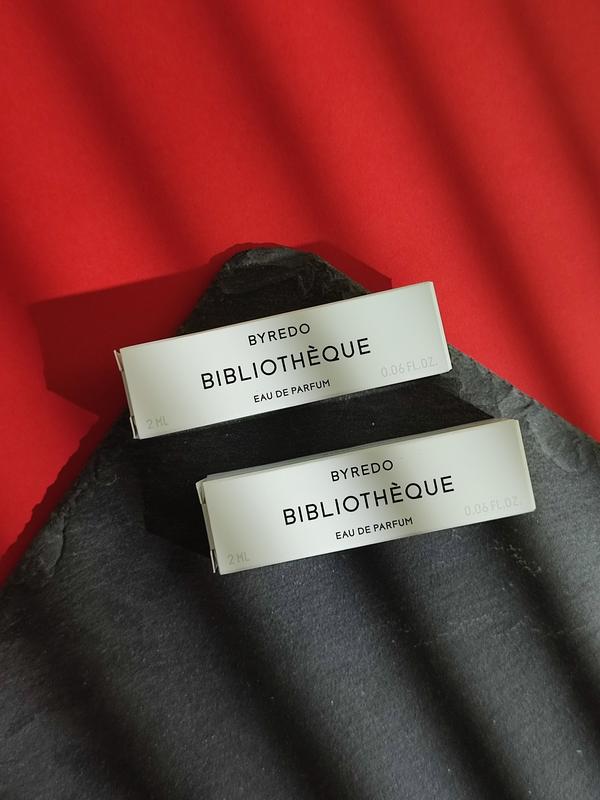 BYREDO
BIBLIOTHÈQUE
EAU DE PARFUM
2 ML
0.06 FL.OZ.
BYREDO
BIBLIOTHÈQUE
EAU DE PARFUM
2 ML
0.06 FL.OZ.